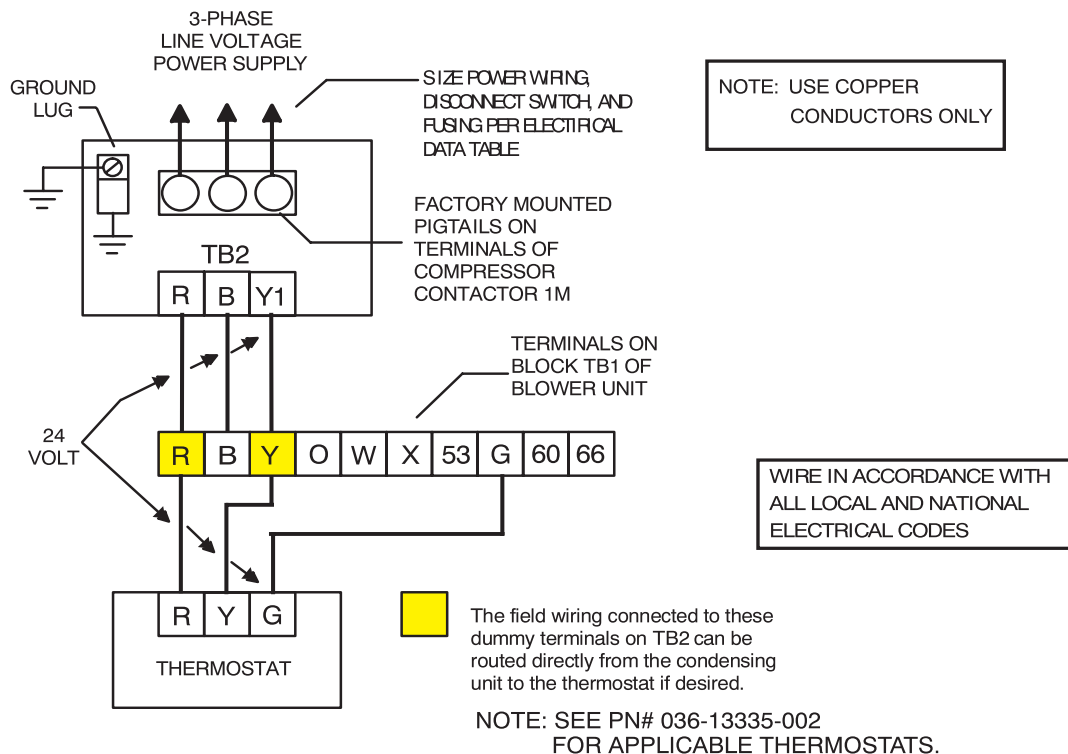 3-PHASE
LINE VOLTAGE
POWER SUPPLY
GROUND
LUG
SIZE POWER WIRING,
DISCONNECT SWITCH, AND
FUSING PER ELECTIRICAL
DATA TABLE
NOTE: USE COPPER
CONDUCTORS ONLY
FACTORY MOUNTED
PIGTAILS ON
TERMINALS OF
COMPRESSOR
CONTACTOR 1M
TB2
R B Y1
TERMINALS ON
BLOCK TB1 OF
BLOWER UNIT
24
VOLT
R B Y O W X 53 G 60 66
WIRE IN ACCORDANCE WITH
ALL LOCAL AND NATIONAL
ELECTRICAL CODES
R Y G
THERMOSTAT
The field wiring connected to these
dummy terminals on TB2 can be
routed directly from the condensing
unit to the thermostat if desired.
NOTE: SEE PN# 036-13335-002
FOR APPLICABLE THERMOSTATS.